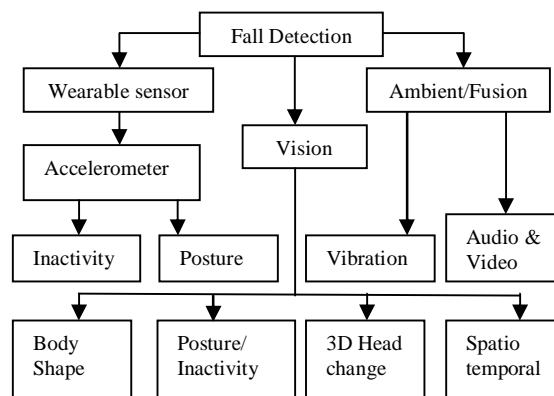 Fall Detection
Wearable sensor
Ambient/Fusion
Vision
Accelerometer
Inactivity
Posture
Vibration
Audio &
Video
Body
Shape
Posture/
Inactivity
3D Head
change
Spatio
temporal